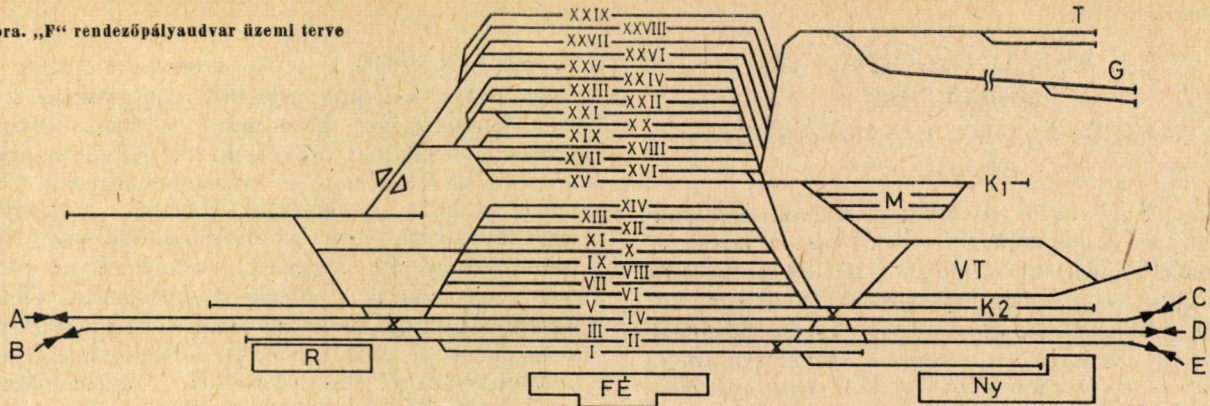 ora. „F“ rendezőpályaudvar üzemi terve
XXIX
XXVIII
XXVII
XXVI
XXV
XXIV
XXIII
XXII
XXI
XX
XIX
XVIII
XVII
XVI
XV
XIV
XIII
XII
XI
X
IX
VIII
VII
VI
V
IV
III
II
I
T
G
K1
M
VT
K2
A
B
C
D
E
R
FÉ
Ny